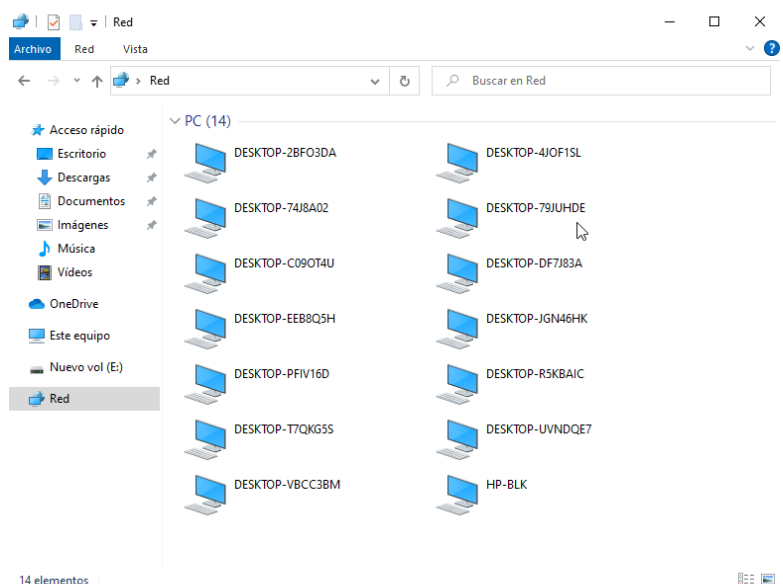 Red
Archivo Red Vista
Red
Buscar en Red
Acceso rápido
Escritorio
Descargas
Documentos
Imágenes
Música
Vídeos
OneDrive
Este equipo
Nuevo vol (E:)
Red
PC (14)
DESKTOP-2BFO3DA DESKTOP-4JOF1SL
DESKTOP-74J8A02 DESKTOP-79JUHDE
DESKTOP-C09OT4U DESKTOP-DF7J83A
DESKTOP-EEB8Q5H DESKTOP-JGN46HK
DESKTOP-PFIV16D DESKTOP-R5KBAIC
DESKTOP-T7QKG5S DESKTOP-UVNDQE7
DESKTOP-VBCC3BM HP-BLK
14 elementos